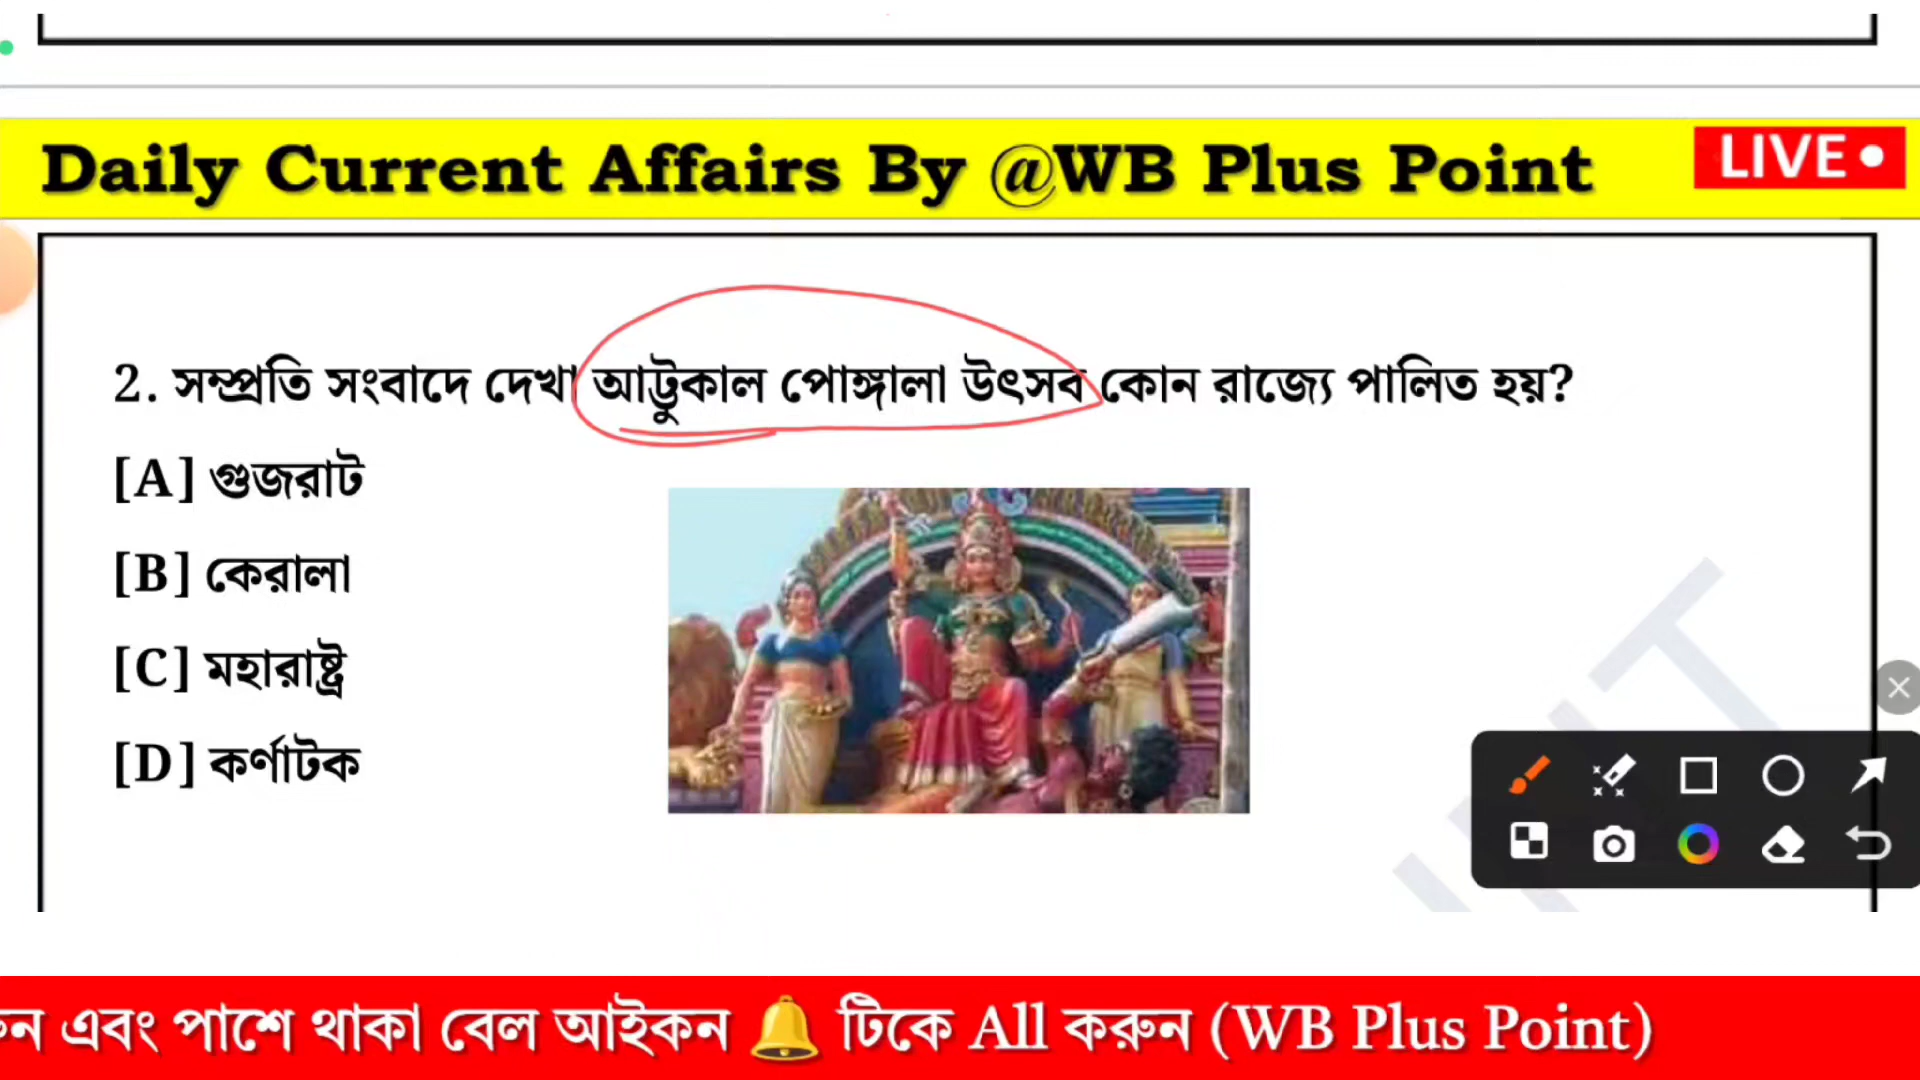 Daily Current Affairs By @WB Plus Point
LIVE
2. সম্প্রতি সংবাদে দেখা আট্টুকাল পোঙ্গালা উৎসব কোন রাজ্যে পালিত হয়?
[A] গুজরাট
[B] কেরালা
[C] মহারাষ্ট্র
[D] কর্ণাটক
এবং পাশে থাকা বেল আইকন 🔔 টিকে All করুন (WB Plus Point)